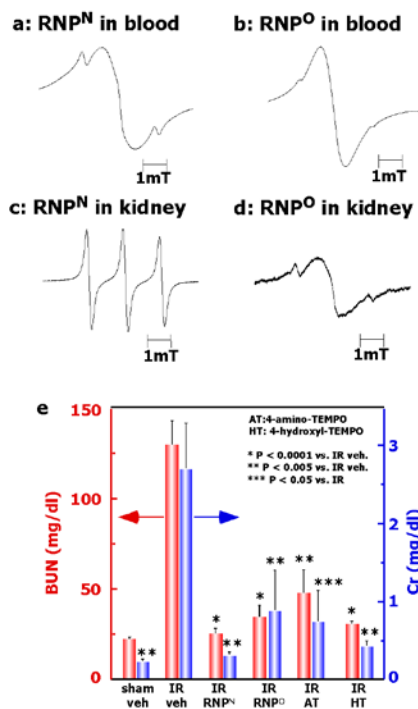 a: RNPᴺ in blood
b: RNPᴼ in blood
1mT
1mT
c: RNPᴺ in kidney
d: RNPᴼ in kidney
1mT
1mT
e
BUN (mg/dl)
150
100
50
0
AT:4-amino-TEMPO
HT: 4-hydroxyl-TEMPO
* P < 0.0001 vs. IR veh.
** P < 0.005 vs. IR veh.
*** P < 0.05 vs. IR
3
2
1
0
Cr (mg/dl)
**
*
**
*
**
**
***
*
**
sham veh
IR veh
IR RNPᴺ
IR RNPᴼ
IR AT
IR HT